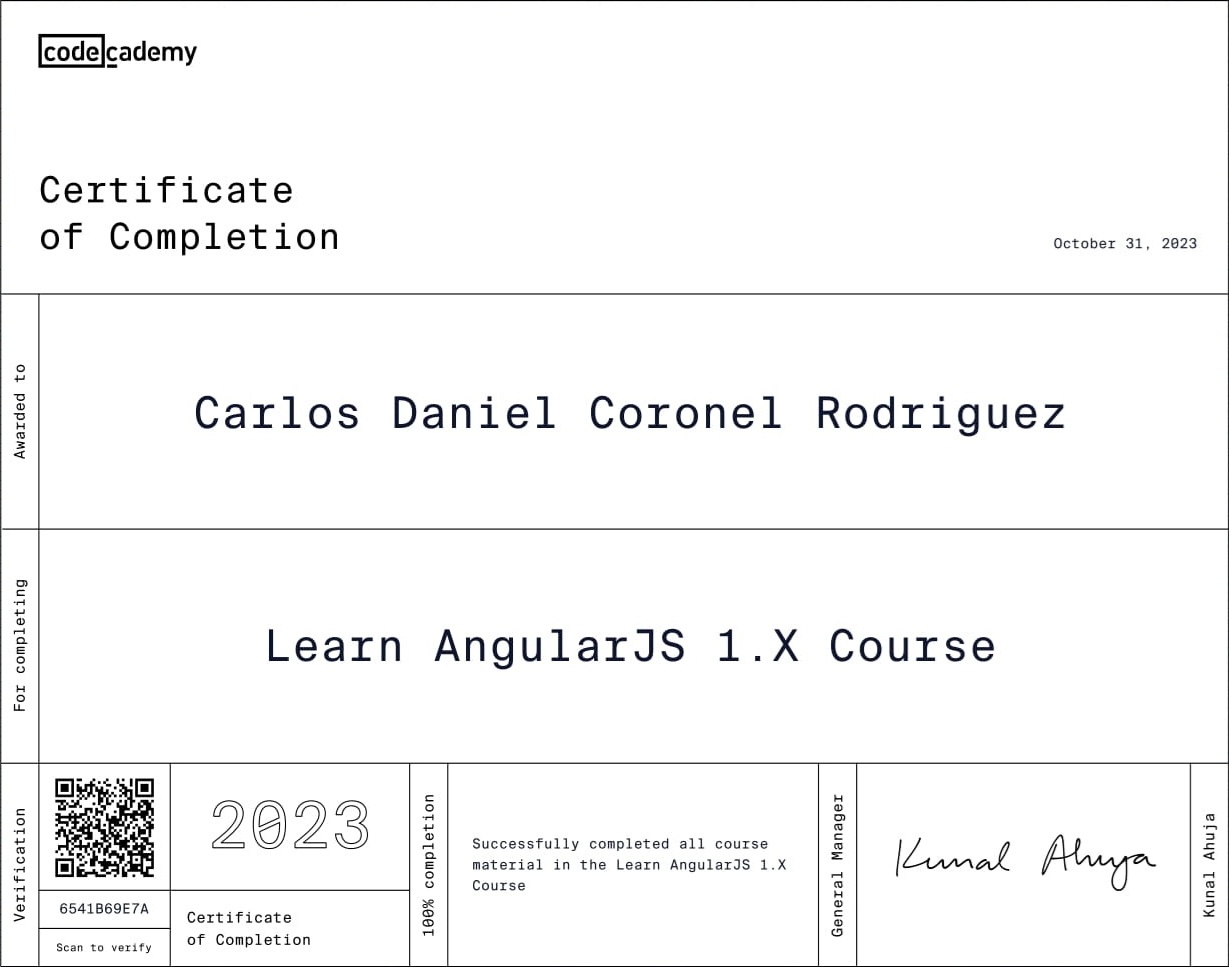 codecademy
Certificate
of Completion
October 31, 2023
Awarded to
Carlos Daniel Coronel Rodriguez
For completing
Learn AngularJS 1.X Course
Verification
6541B69E7A
Scan to verify
2023
Certificate
of Completion
100% completion
Successfully completed all course
material in the Learn AngularJS 1.X
Course
General Manager
Kunal Ahuja
Kunal Ahuja